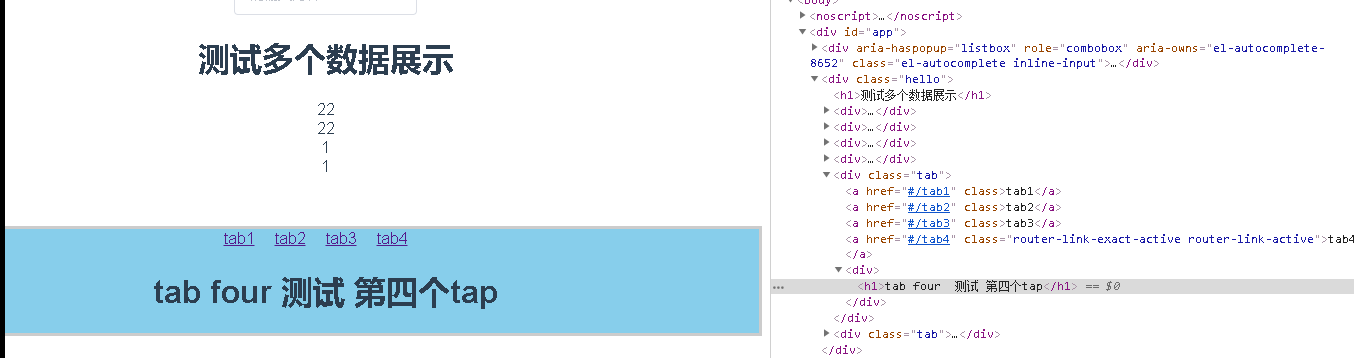 测试多个数据展示
22
22
1
1
tab1 tab2 tab3 tab4
tab four 测试 第四个tap
<noscript>…</noscript>
<div id="app">
<div aria-haspopup="listbox" role="combobox" aria-owns="el-autocomplete-
8652" class="el-autocomplete inline-input">…</div>
<div class="hello">
<h1>测试多个数据展示</h1>
<div>…</div>
<div>…</div>
<div>…</div>
<div>…</div>
<div class="tab">
<a href="#/tab1" class>tab1</a>
<a href="#/tab2" class>tab2</a>
<a href="#/tab3" class>tab3</a>
<a href="#/tab4" class="router-link-exact-active router-link-active">tab4
</a>
<div>
<h1>tab four  测试 第四个tap</h1> == $0
</div>
</div>
<div class="tab">…</div>
</div>